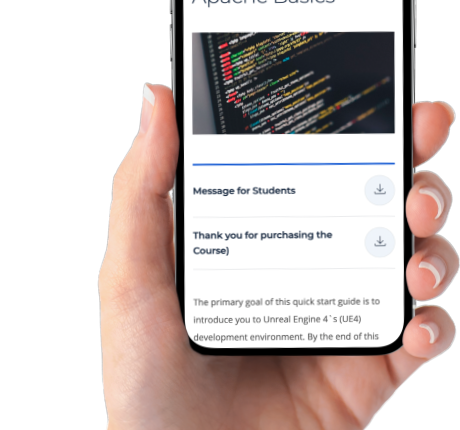 Apache Basics
Message for Students
Thank you for purchasing the
Course)
The primary goal of this quick start guide is to
introduce you to Unreal Engine 4`s (UE4)
development environment. By the end of this